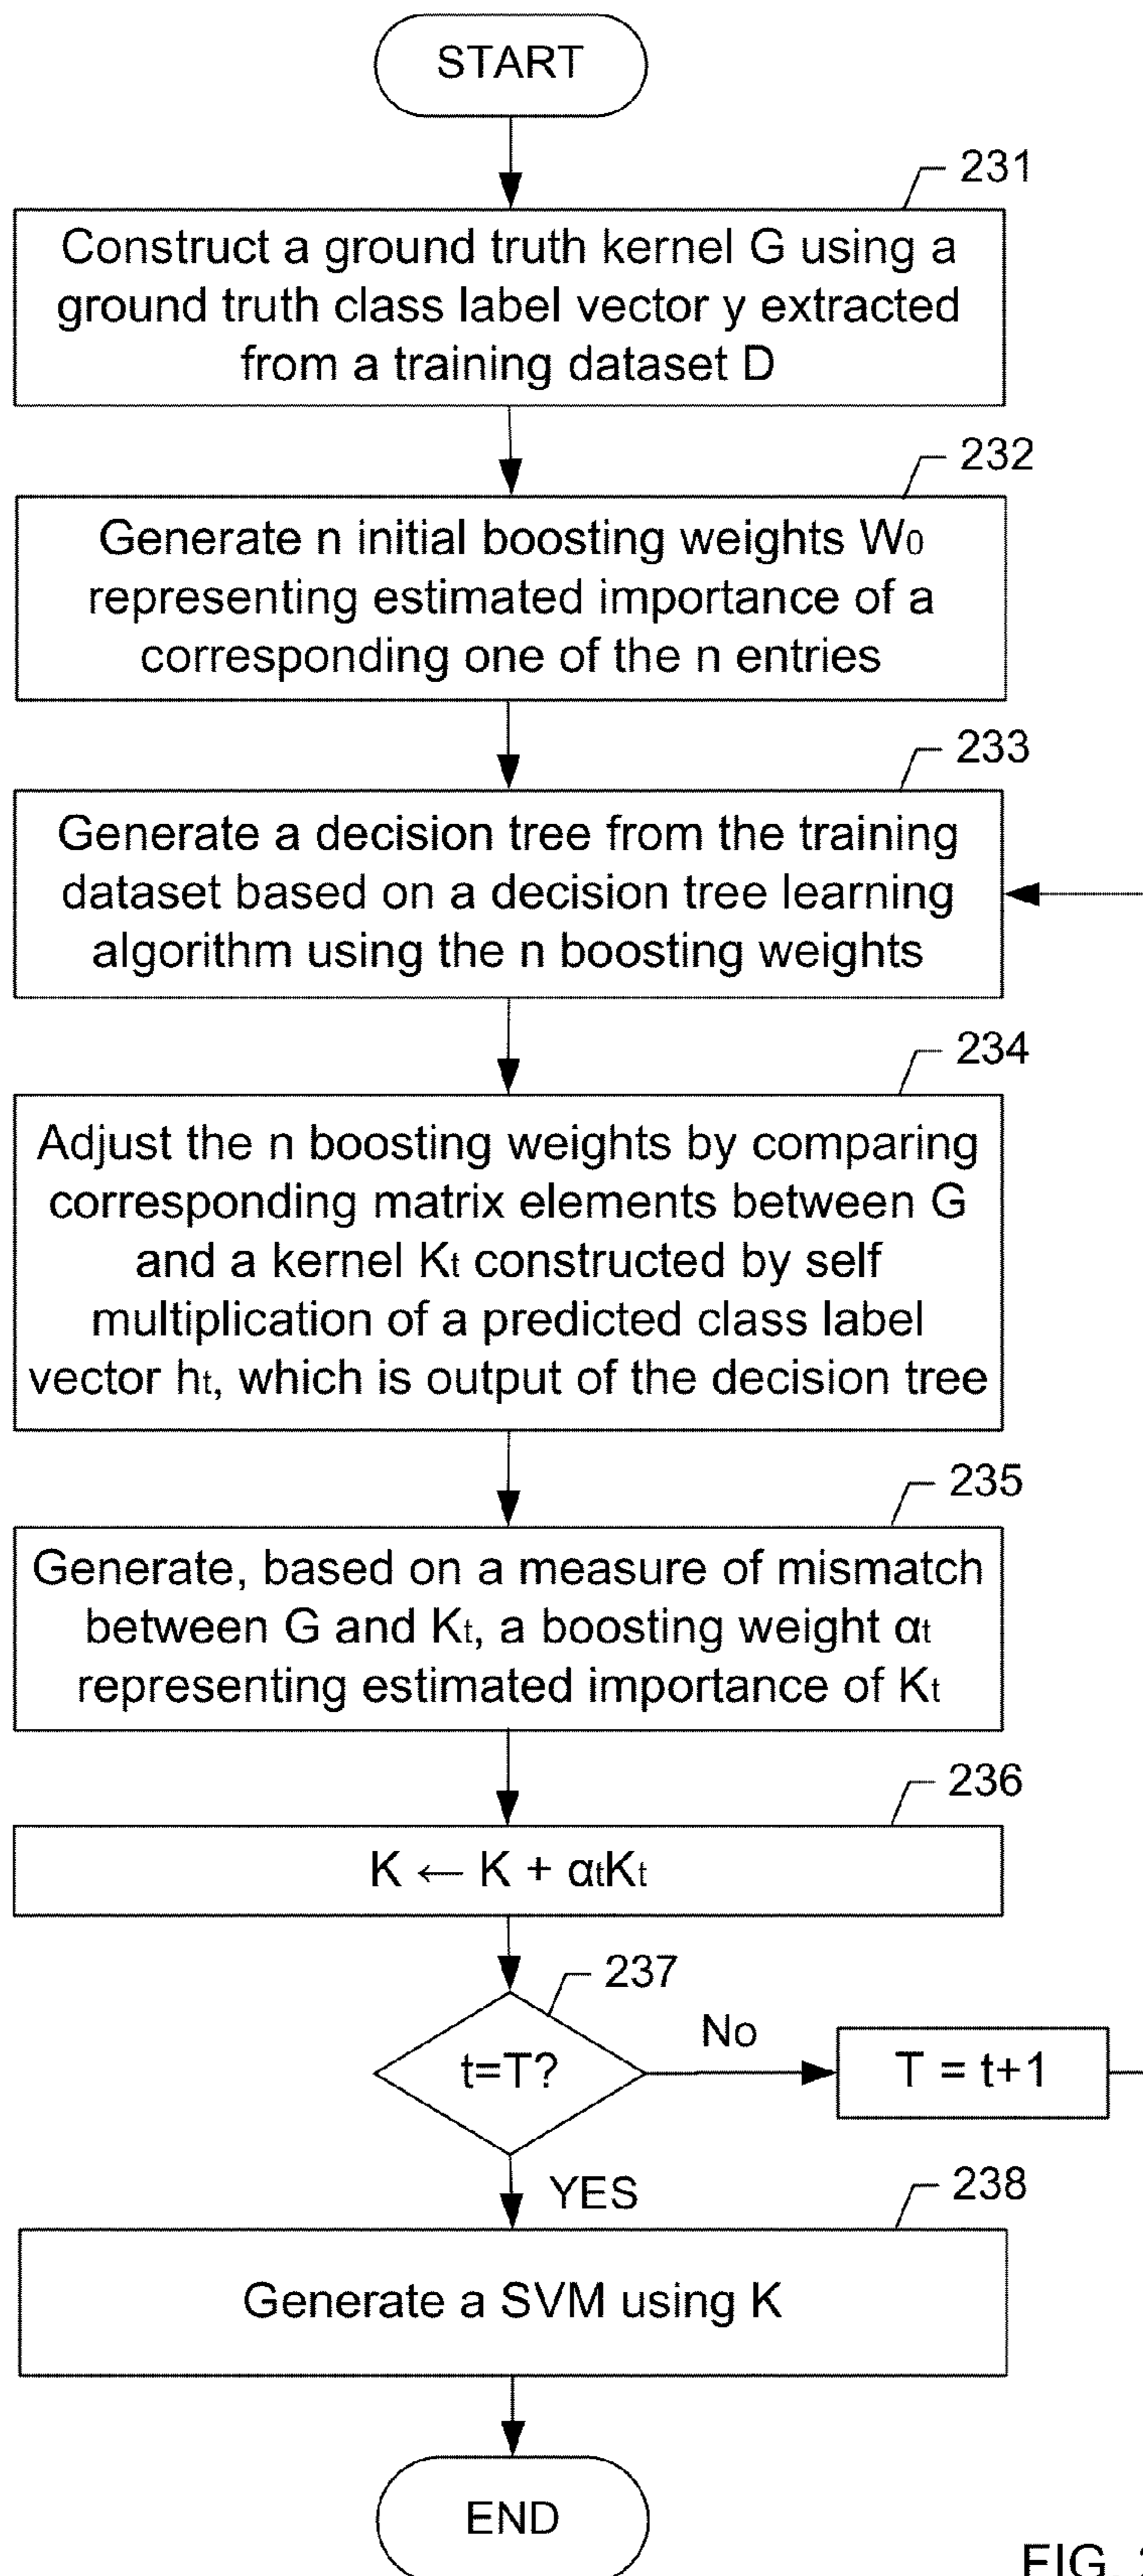 START
231
Construct a ground truth kernel G using a
ground truth class label vector y extracted
from a training dataset D
232
Generate n initial boosting weights W0
representing estimated importance of a
corresponding one of the n entries
233
Generate a decision tree from the training
dataset based on a decision tree learning
algorithm using the n boosting weights
234
Adjust the n boosting weights by comparing
corresponding matrix elements between G
and a kernel Kt constructed by self
multiplication of a predicted class label
vector ht, which is output of the decision tree
235
Generate, based on a measure of mismatch
between G and Kt, a boosting weight αt
representing estimated importance of Kt
236
K ← K + αtKt
237
t=T?
No
T = t+1
YES
238
Generate a SVM using K
END
FIG.